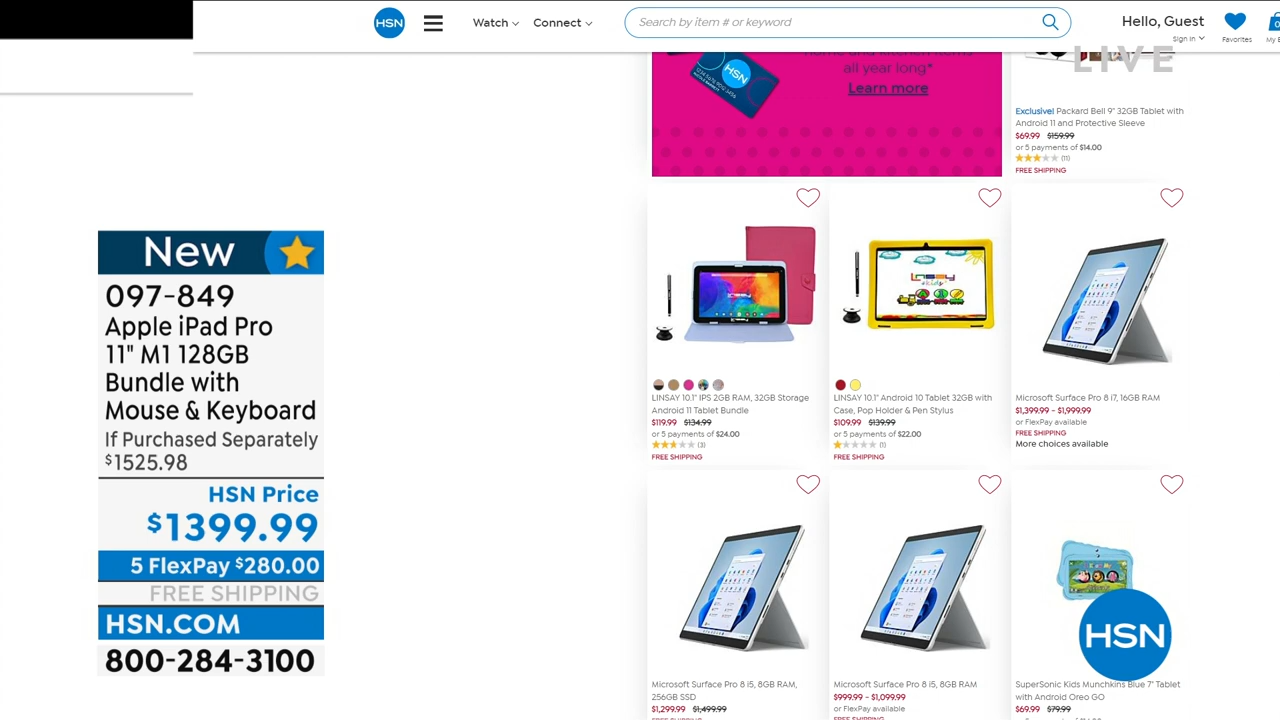 HSN
Watch
Connect
Search by item # or keyword
Hello, Guest
Sign In
Favorites
LIVE
all year long*
Learn more
HSN
Exclusive! Packard Bell 9" 32GB Tablet with
Android 11 and Protective Sleeve
$69.99 $159.99
or 5 payments of $14.00
(11)
FREE SHIPPING
New
097-849
Apple iPad Pro
11" M1 128GB
Bundle with
Mouse & Keyboard
If Purchased Separately
$1525.98
HSN Price
$1399.99
5 FlexPay $280.00
FREE SHIPPING
HSN.COM
800-284-3100
LINSAY 10.1" IPS 2GB RAM, 32GB Storage
Android 11 Tablet Bundle
$119.99 $134.99
or 5 payments of $24.00
(3)
FREE SHIPPING
LINSAY 10.1" Android 10 Tablet 32GB with
Case, Pop Holder & Pen Stylus
$109.99 $139.99
or 5 payments of $22.00
(1)
FREE SHIPPING
Microsoft Surface Pro 8 i7, 16GB RAM
$1,399.99 - $1,999.99
or FlexPay available
FREE SHIPPING
More choices available
Microsoft Surface Pro 8 i5, 8GB RAM,
256GB SSD
$1,299.99 $1,499.99
Microsoft Surface Pro 8 i5, 8GB RAM
$999.99 - $1,099.99
or FlexPay available
HSN
SuperSonic Kids Munchkins Blue 7" Tablet
with Android Oreo GO
$69.99 $79.99